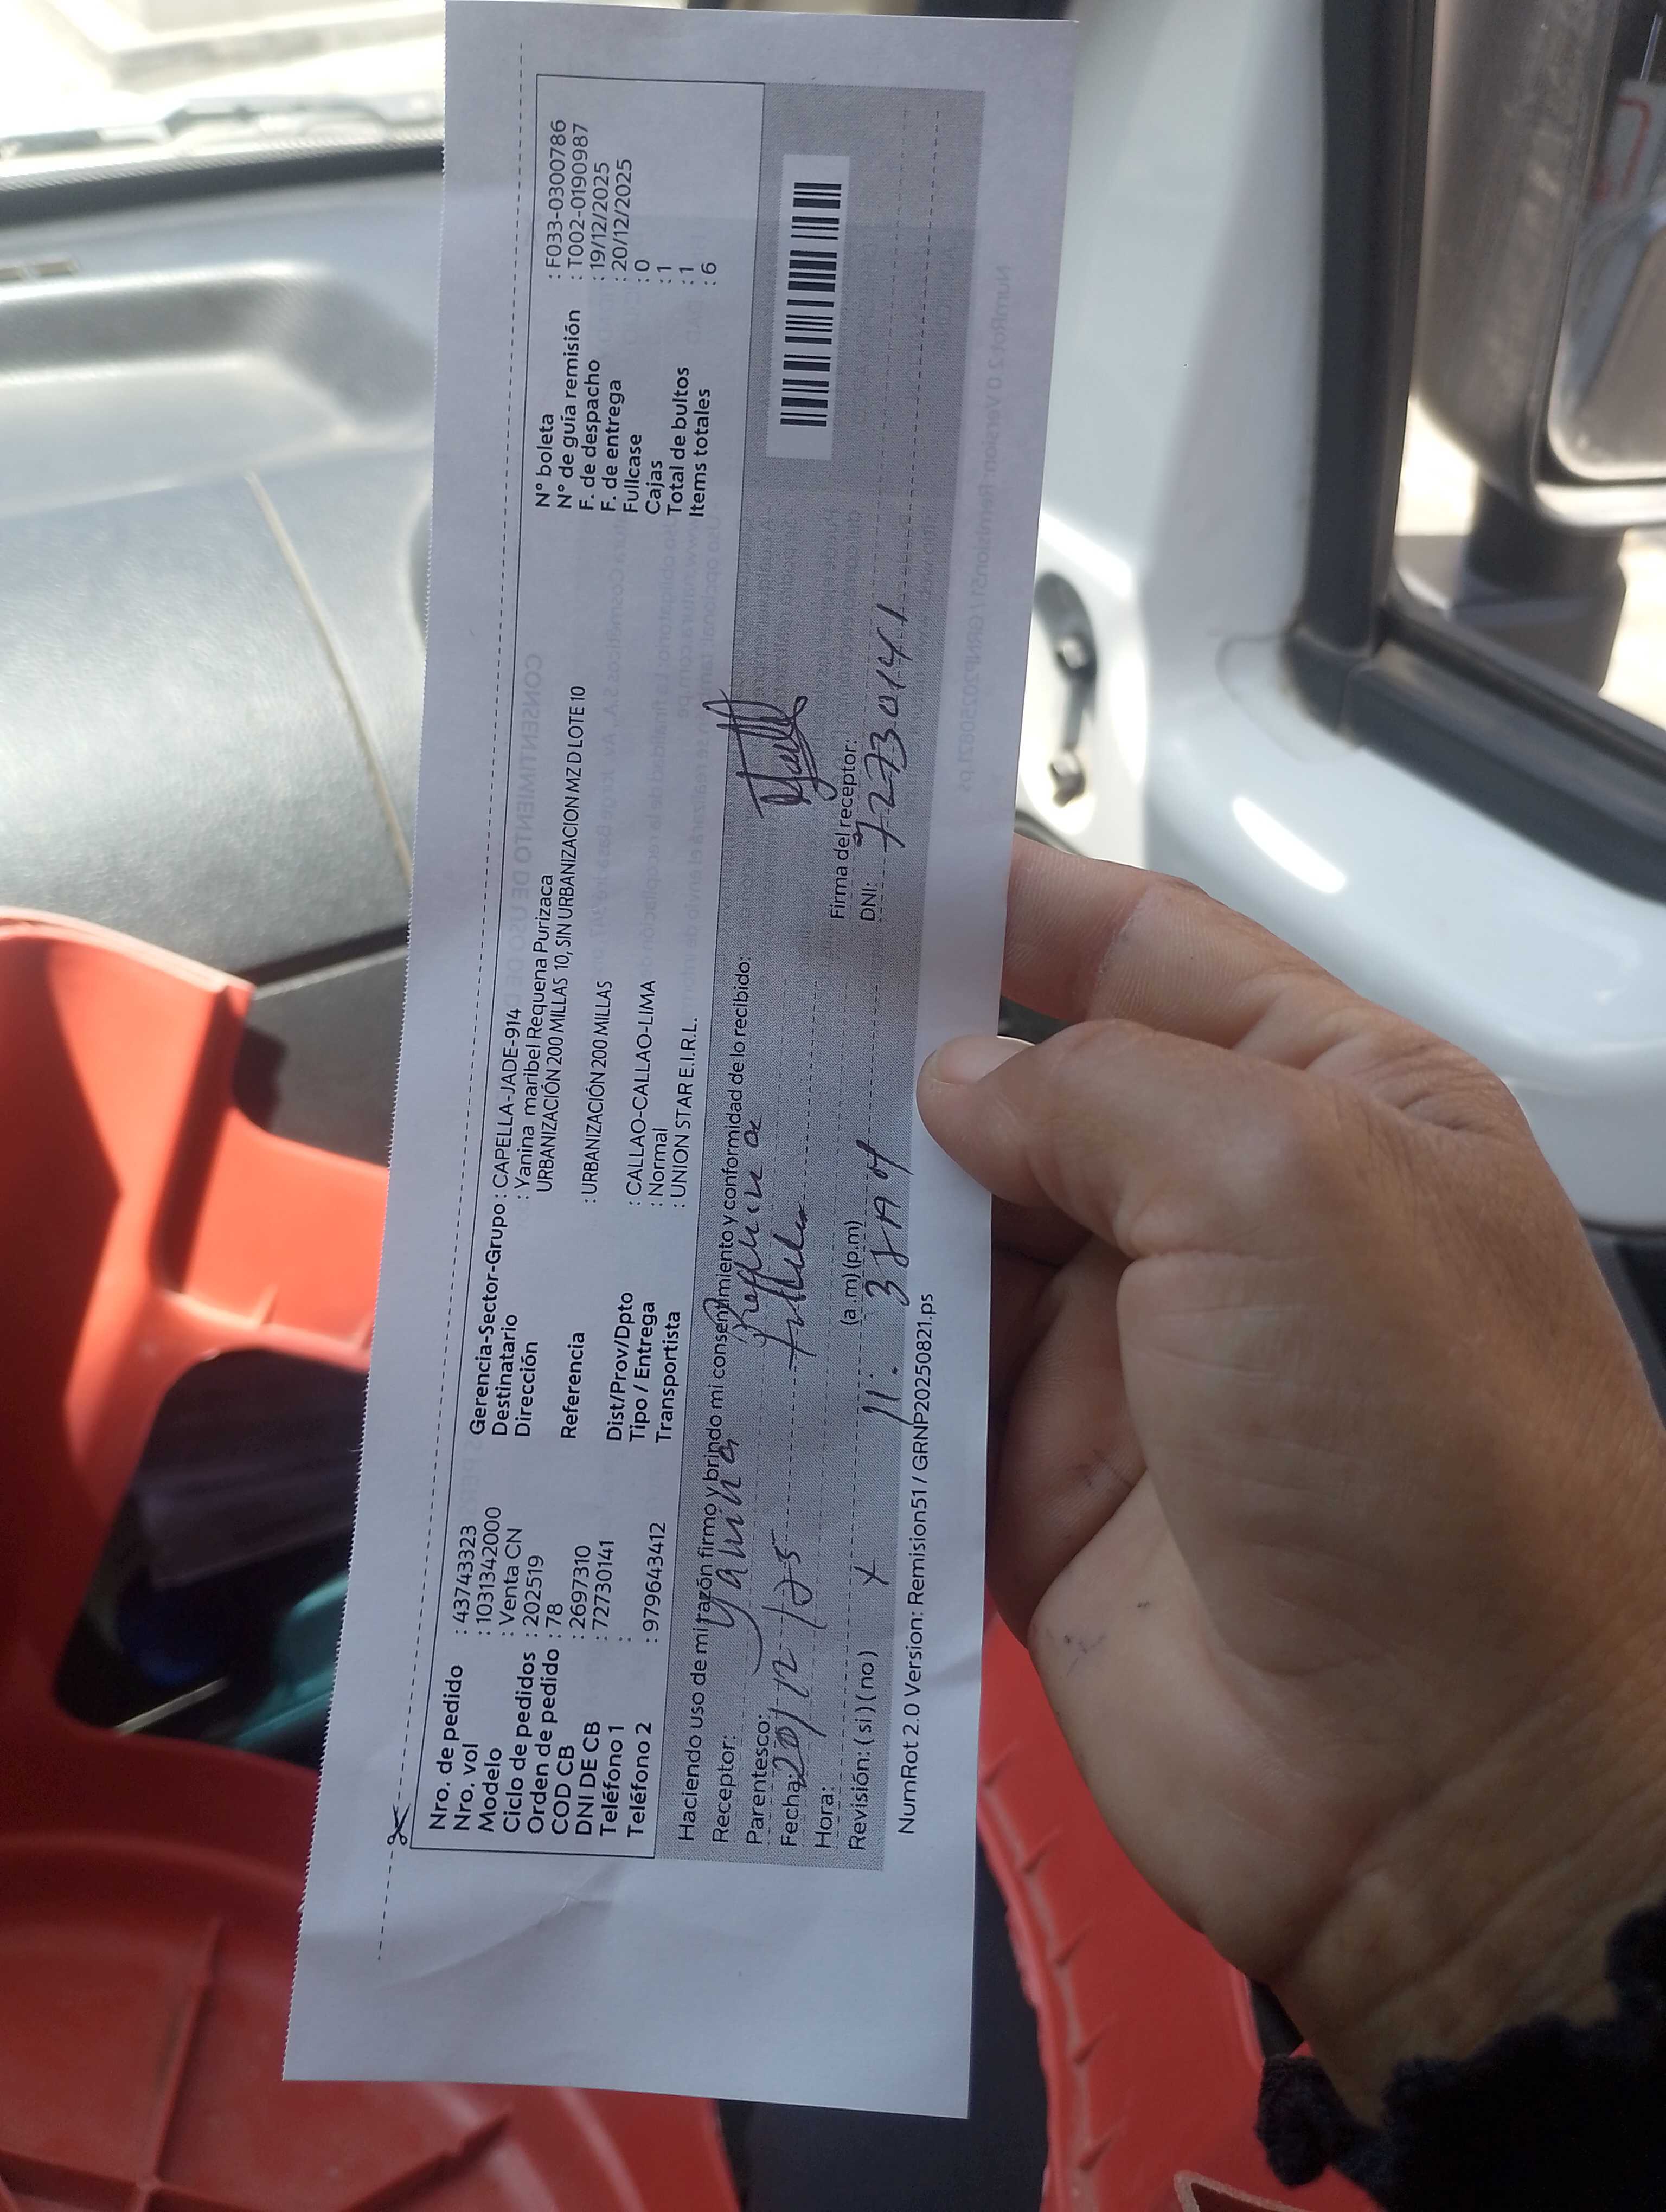 Nro. de pedido : 43743323
Nro. vol : 1031342000
Modelo : Venta CN
Ciclo de pedidos : 202519
Orden de pedido : 78
COD CB : 2697310
DNI DE CB : 72730141
Teléfono 1 :
Teléfono 2 : 979643412
Gerencia-Sector-Grupo : CAPELLA-JADE-914
Destinatario : Yanina maribel Requena Purizaca
Dirección URBANIZACIÓN 200 MILLAS 10, SIN URBANIZACION MZ D LOTE 10
Referencia : URBANIZACIÓN 200 MILLAS
Dist/Prov/Dpto : CALLAO-CALLAO-LIMA
Tipo / Entrega : Normal
Transportista : UNION STAR E.I.R.L.
N° boleta : F033-0300786
N° de guía remisión : T002-0190987
F. de despacho : 19/12/2025
F. de entrega : 20/12/2025
Fullcase : 0
Cajas : 1
Total de bultos : 1
Items totales : 6
Haciendo uso de mi razón firmo y brindo mi consentimiento y conformidad de lo recibido:
Receptor: Yanina Requena
Parentesco:
Fecha: 20/12/25
Hora: (a.m) (p.m)
Revisión: ( si ) ( no ) X 11:
Firma del receptor:
DNI: 72730141
NumRot 2.0 Version: Remision51 / GRNP20250821.ps